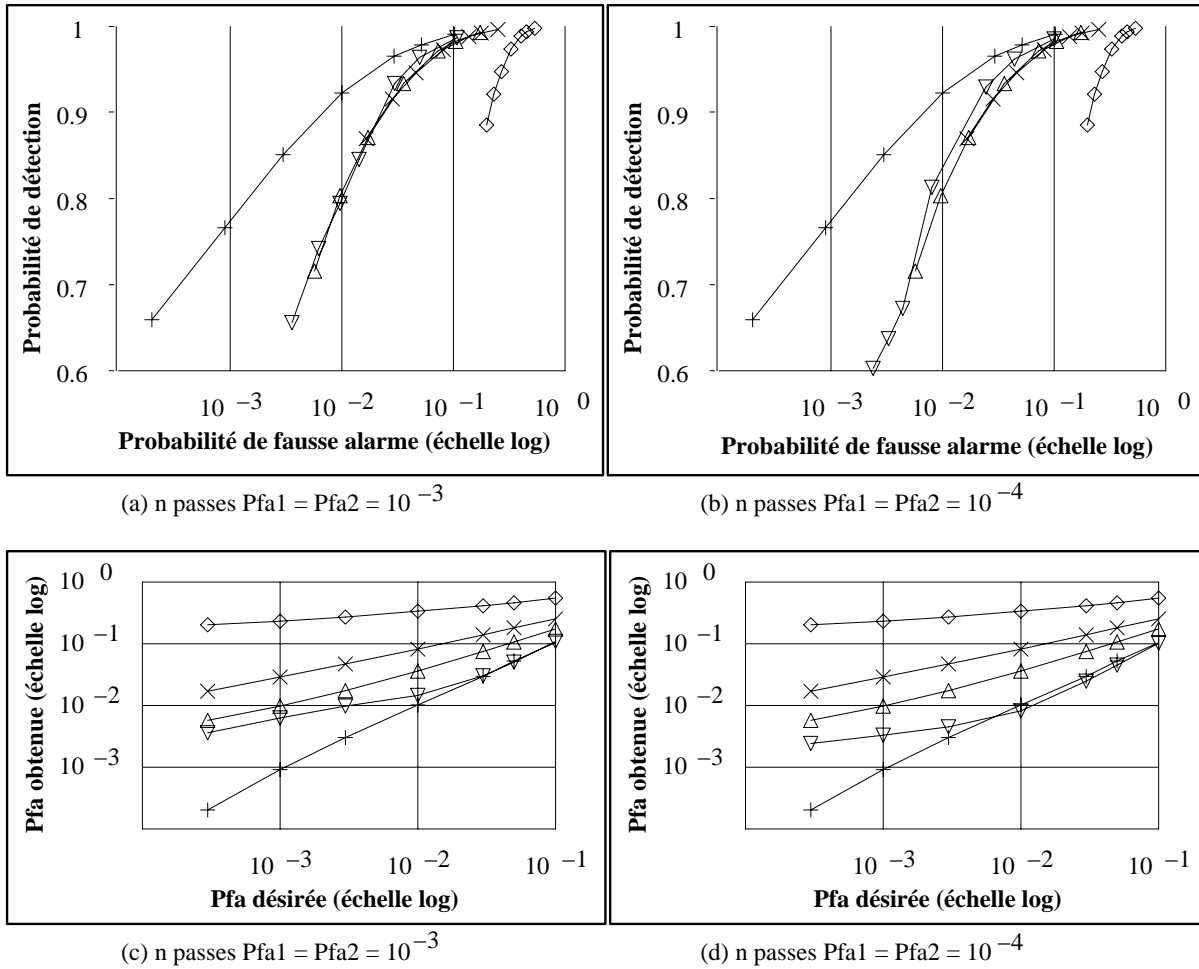 1
0.9
0.8
0.7
0.6
Probabilité de détection
10 −3 10 −2 10 −1 10 0
Probabilité de fausse alarme (échelle log)
(a) n passes Pfa1 = Pfa2 = 10 −3
1
0.9
0.8
0.7
0.6
Probabilité de détection
10 −3 10 −2 10 −1 10 0
Probabilité de fausse alarme (échelle log)
(b) n passes Pfa1 = Pfa2 = 10 −4
10 0
10 −1
10 −2
10 −3
Pfa obtenue (échelle log)
10 −3 10 −2 10 −1
Pfa désirée (échelle log)
(c) n passes Pfa1 = Pfa2 = 10 −3
10 0
10 −1
10 −2
10 −3
Pfa obtenue (échelle log)
10 −3 10 −2 10 −1
Pfa désirée (échelle log)
(d) n passes Pfa1 = Pfa2 = 10 −4